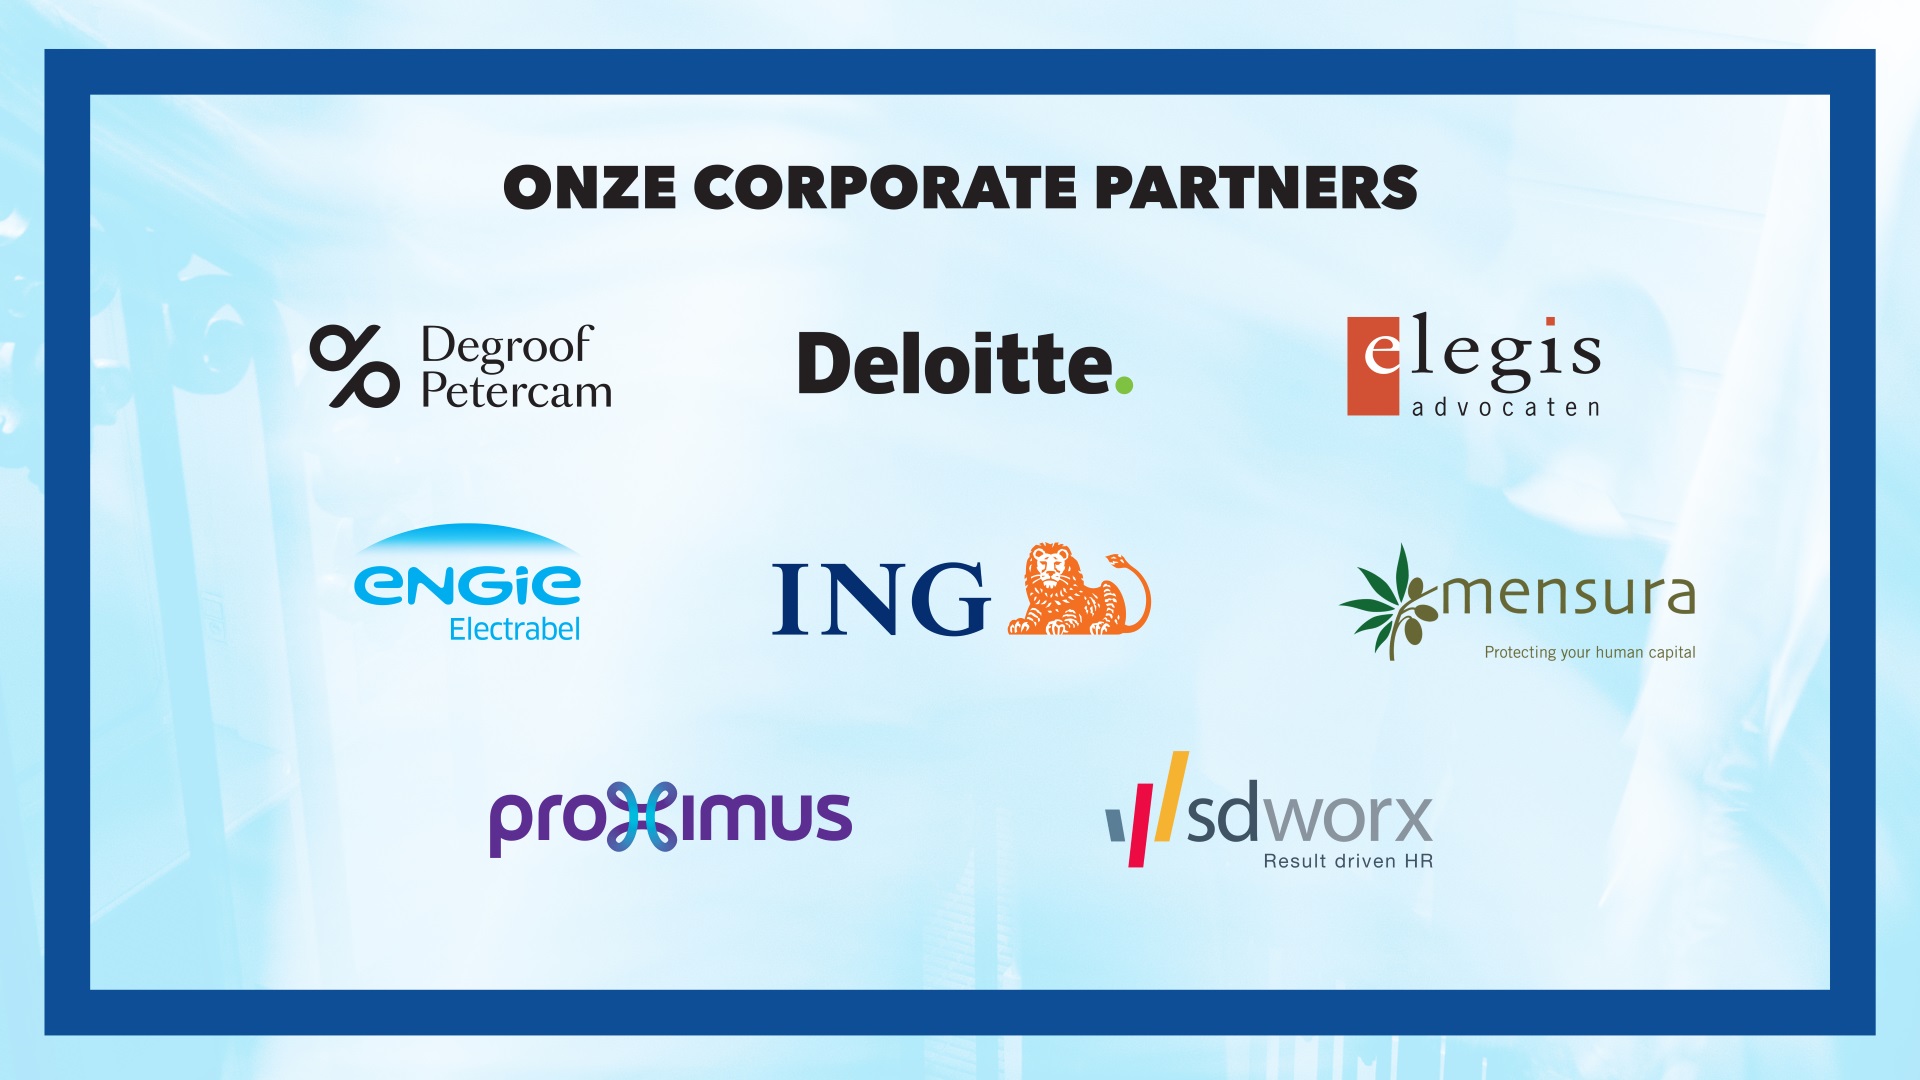 ONZE CORPORATE PARTNERS
Degroof
Petercam
Deloitte.
elegis
advocaten
ENGIE
Electrabel
ING
mensura
Protecting your human capital
proximus
sdworx
Result driven HR